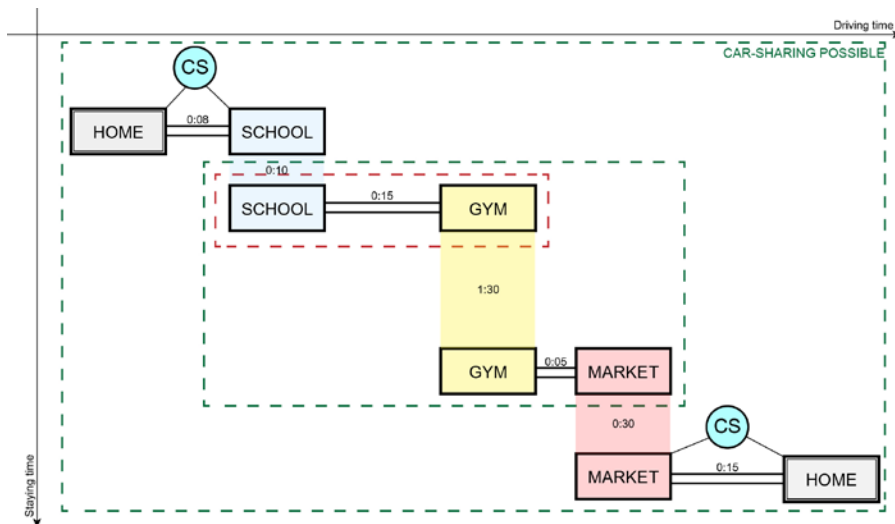 Driving time
CAR-SHARING POSSIBLE
CS
HOME
0:08
SCHOOL
0:10
SCHOOL
0:15
GYM
1:30
GYM
0:05
MARKET
0:30
CS
MARKET
0:15
HOME
Staying time